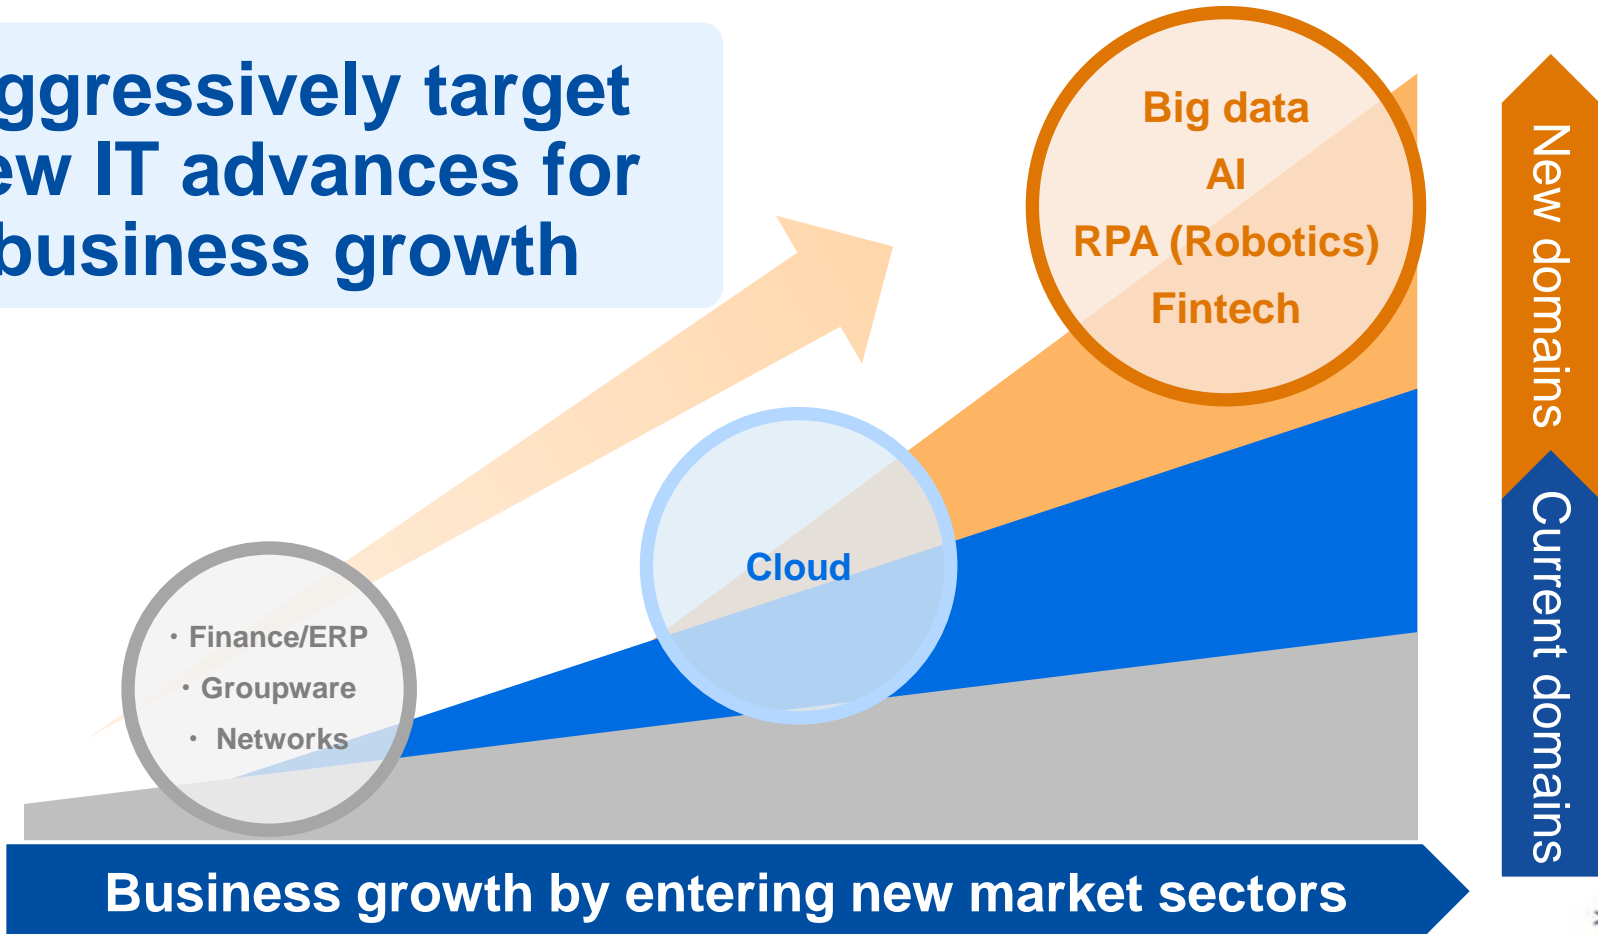 ggressively target
ew IT advances for
business growth
Big data
AI
RPA (Robotics)
Fintech
Cloud
・Finance/ERP
・Groupware
・ Networks
New domains
Current domains
Business growth by entering new market sectors